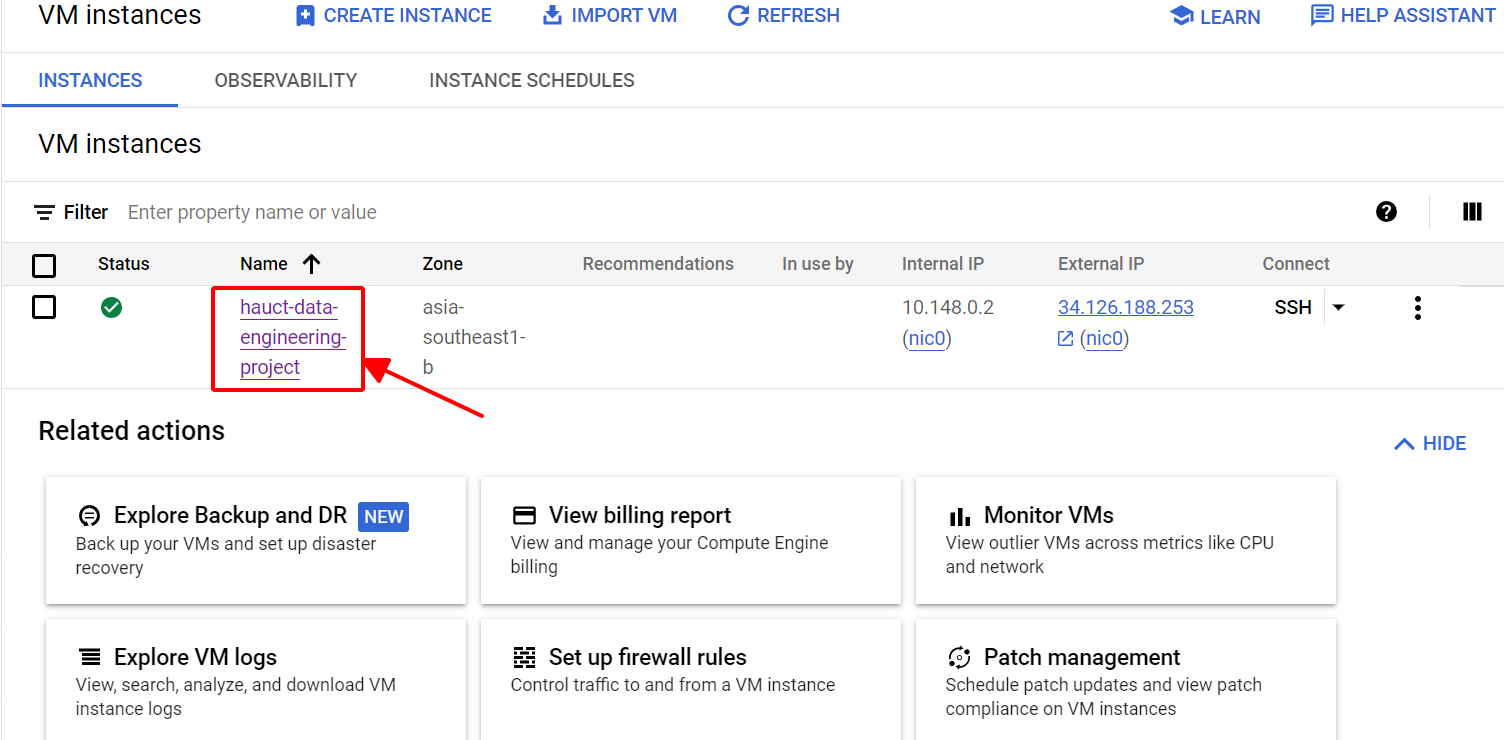 VM instances CREATE INSTANCE IMPORT VM REFRESH LEARN HELP ASSISTANT
INSTANCES OBSERVABILITY INSTANCE SCHEDULES
VM instances
Filter Enter property name or value
Status Name Zone Recommendations In use by Internal IP External IP Connect
hauct-data- asia- 10.148.0.2 34.126.188.253 SSH
engineering- southeast1- (nic0) (nic0)
project b
Related actions
HIDE
Explore Backup and DR NEW
Back up your VMs and set up disaster
recovery
View billing report
View and manage your Compute Engine
billing
Monitor VMs
View outlier VMs across metrics like CPU
and network
Explore VM logs
View, search, analyze, and download VM
instance logs
Set up firewall rules
Control traffic to and from a VM instance
Patch management
Schedule patch updates and view patch
compliance on VM instances